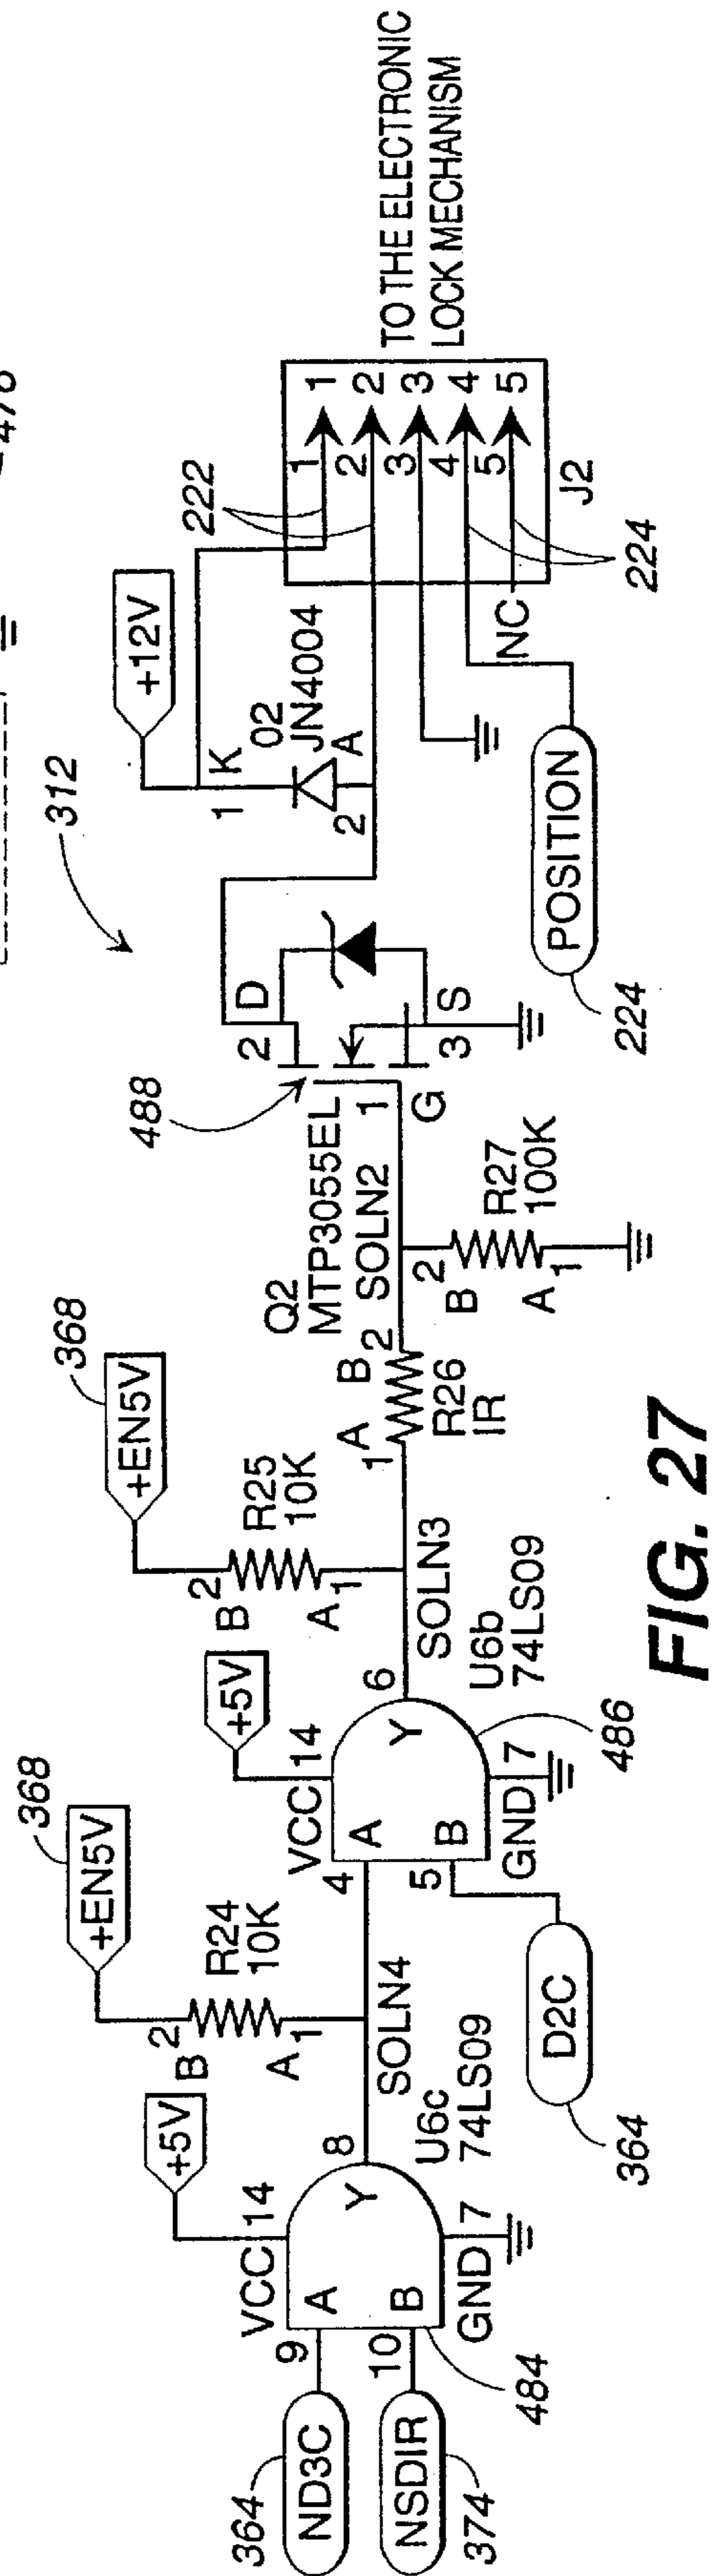 476
312
364
ND3C
NSDIR
374
9
10
A
B
Y
8
VCC
14
+5V
GND
7
484
U6c
74LS09
SOLN4
368
+EN5V
2
B
R24
10K
A
1
D2C
364
4
5
A
B
Y
6
VCC
14
+5V
GND
7
486
U6b
74LS09
SOLN3
368
+EN5V
2
B
R25
10K
A
1
1
A
B
2
R26
IR
SOLN2
Q2
MTP3055EL
488
1
G
2
D
3
S
2
B
R27
100K
A
1
+12V
1
K
02
JN4004
2
A
222
1 1
2 2
3 3
4 4
5 5
NC
J2
224
POSITION
224
TO THE ELECTRONIC
LOCK MECHANISM
FIG. 27